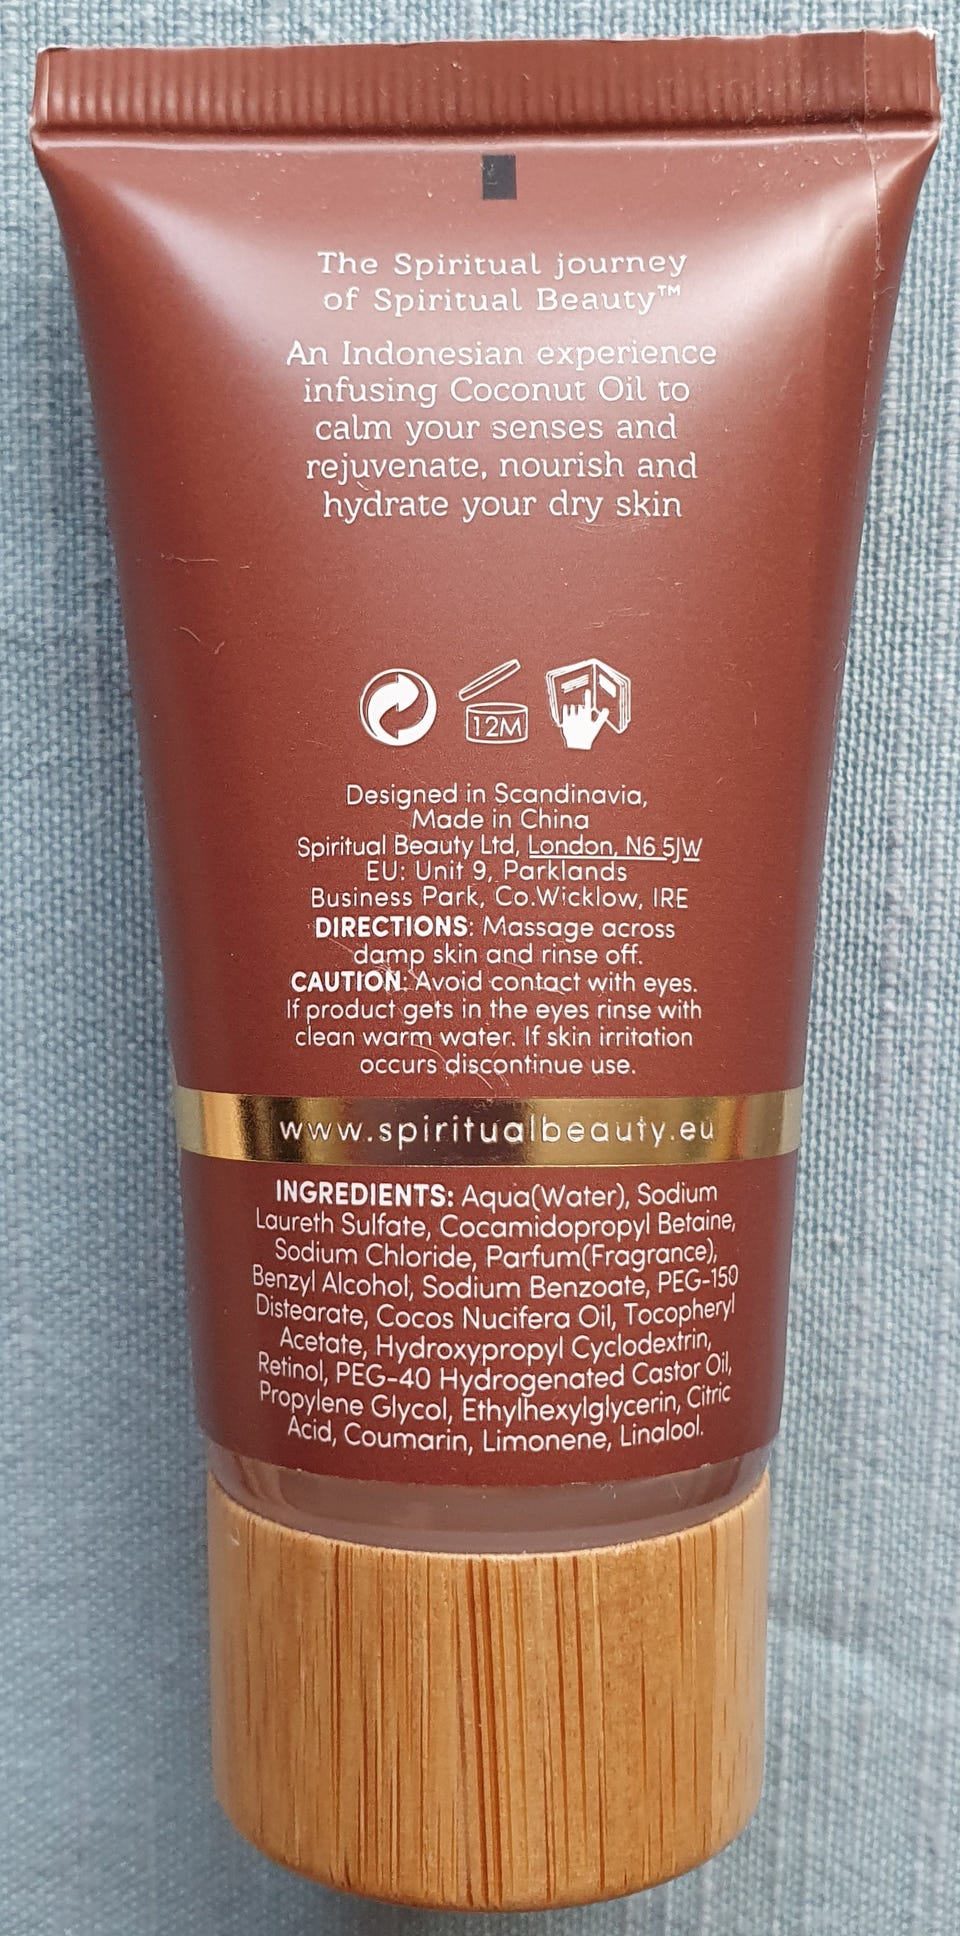 The Spiritual journey
of Spiritual Beauty™
An Indonesian experience
infusing Coconut Oil to
calm your senses and
rejuvenate, nourish and
hydrate your dry skin
12M
Designed in Scandinavia,
Made in China
Spiritual Beauty Ltd, London, N6 5JW
EU: Unit 9, Parklands
Business Park, Co.Wicklow, IRE
DIRECTIONS: Massage across
damp skin and rinse off.
CAUTION: Avoid contact with eyes.
If product gets in the eyes rinse with
clean warm water. If skin irritation
occurs discontinue use.
www.spiritualbeauty.eu
INGREDIENTS: Aqua(Water), Sodium
Laureth Sulfate, Cocamidopropyl Betaine,
Sodium Chloride, Parfum(Fragrance),
Benzyl Alcohol, Sodium Benzoate, PEG-150
Distearate, Cocos Nucifera Oil, Tocopheryl
Acetate, Hydroxypropyl Cyclodextrin,
Retinol, PEG-40 Hydrogenated Castor Oil,
Propylene Glycol, Ethylhexylglycerin, Citric
Acid, Coumarin, Limonene, Linalool.